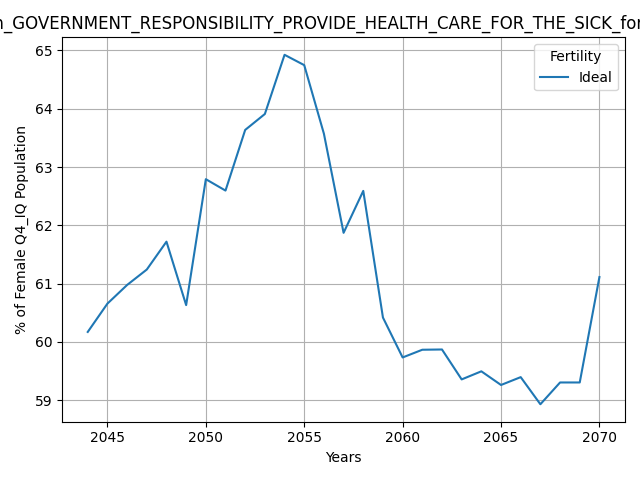 _GOVERNMENT_RESPONSIBILITY_PROVIDE_HEALTH_CARE_FOR_THE_SICK_for
65
64
63
62
61
60
59
% of Female Q4_IQ Population
Fertility
Ideal
2045
2050
2055
2060
2065
2070
Years